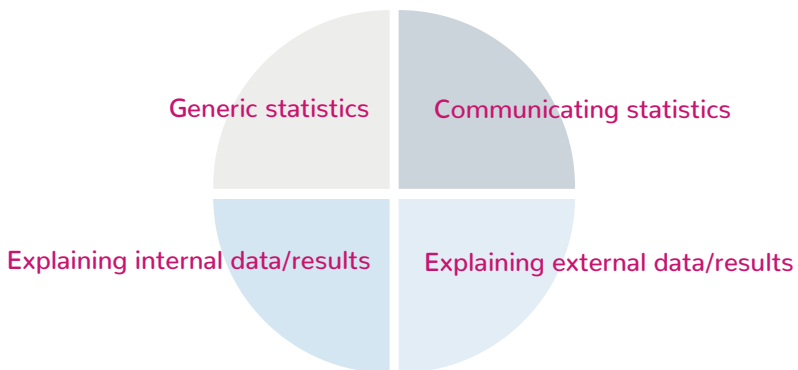 Generic statistics
Communicating statistics
Explaining internal data/results
Explaining external data/results